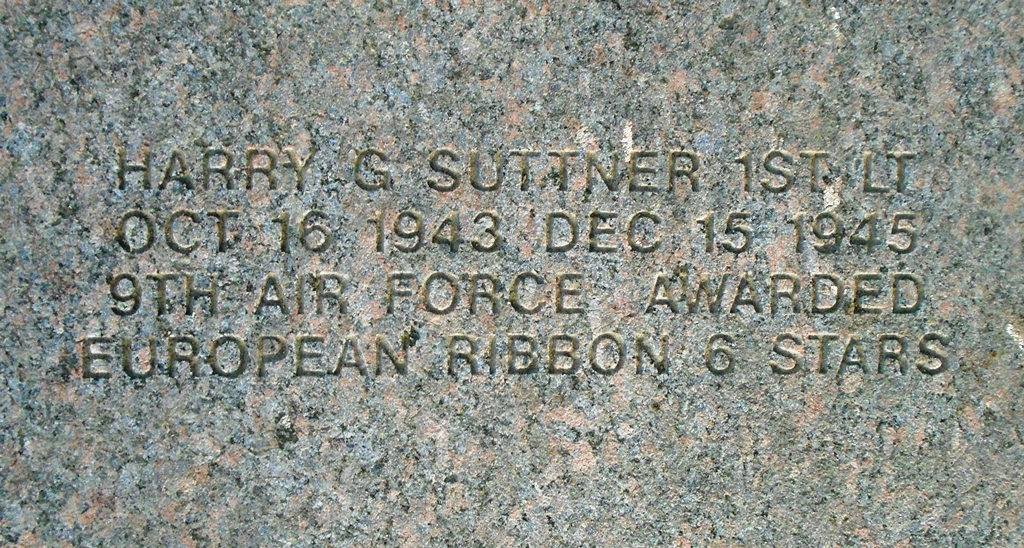 HARRY G SUTTNER 1ST LT
OCT 16 1943 DEC 15 1945
9TH AIR FORCE AWARDED
EUROPEAN RIBBON 6 STARS